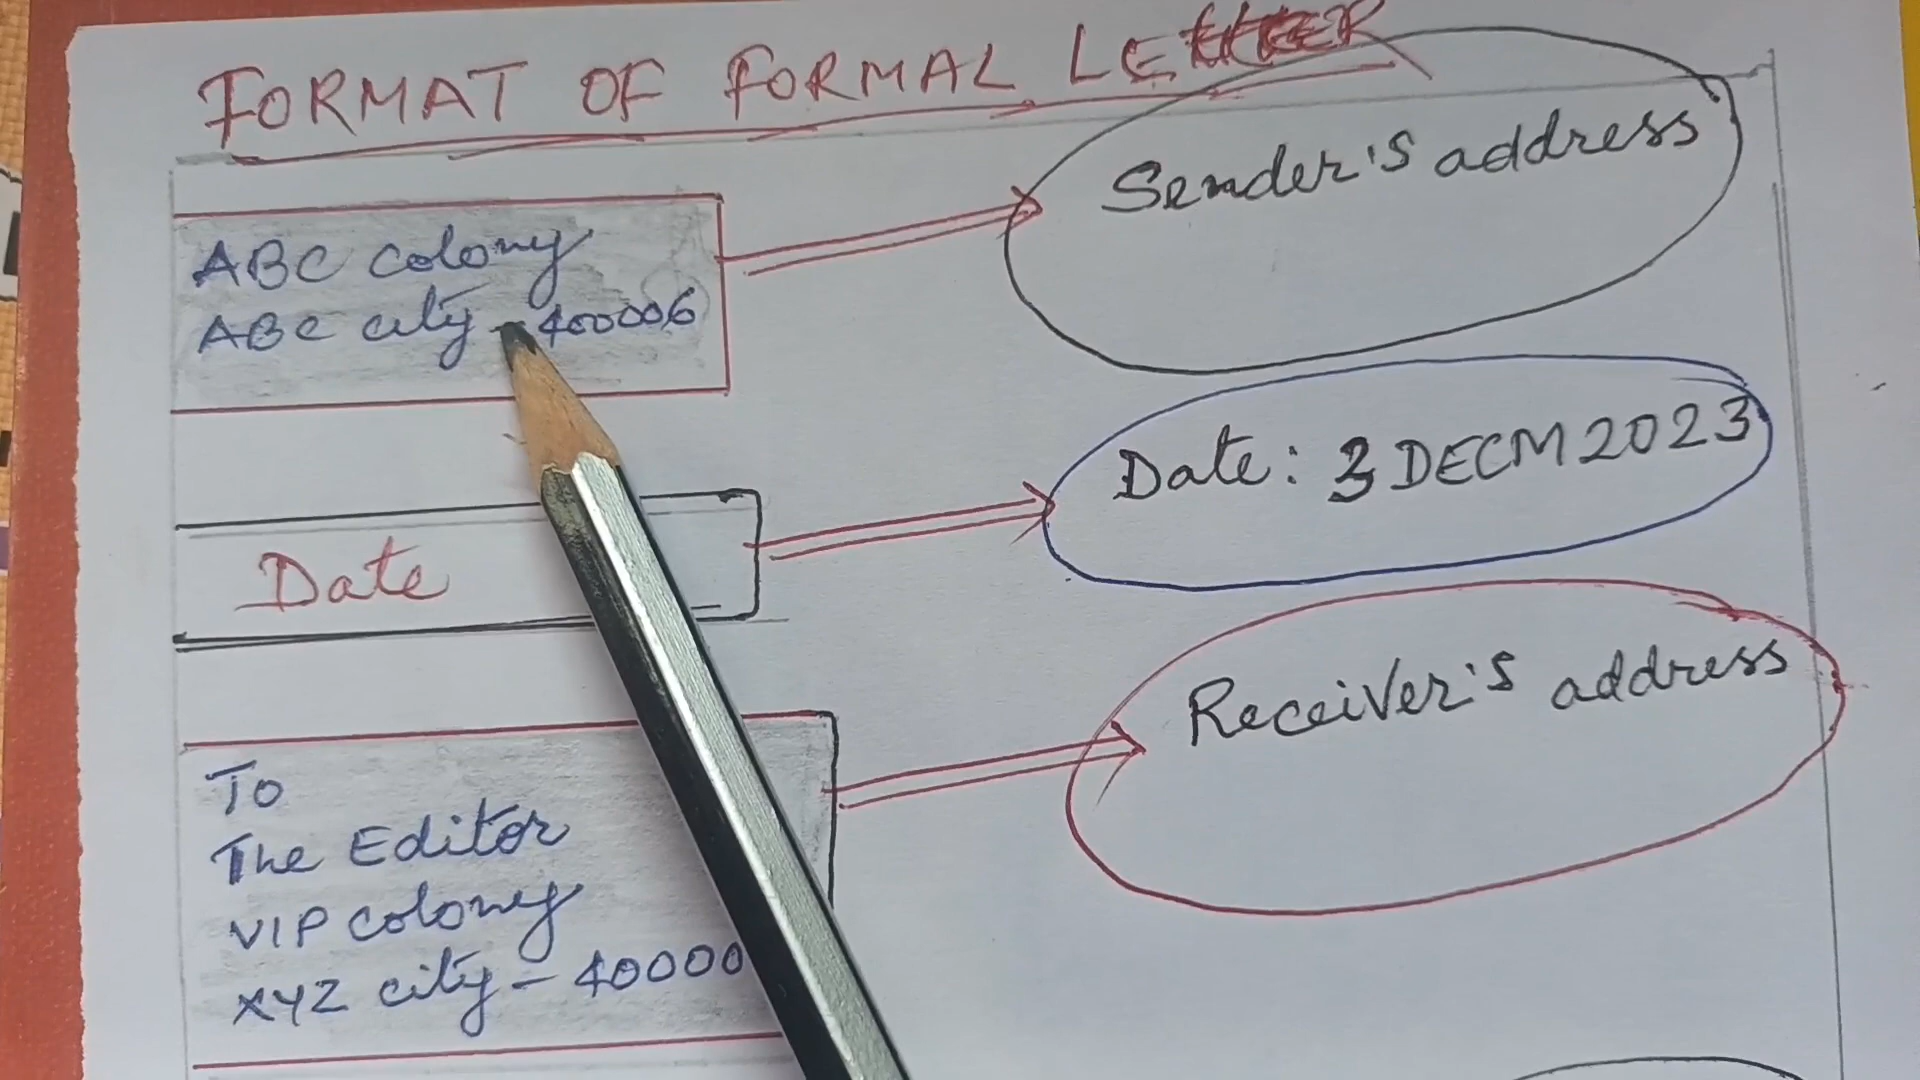 FORMAT OF FORMAL LETTER
ABC colony
ABC city - 400006
Sender's address
Date
Date: 3 DECM 2023
To
The Editor
VIP colony
XYZ city - 40000
Receiver's address